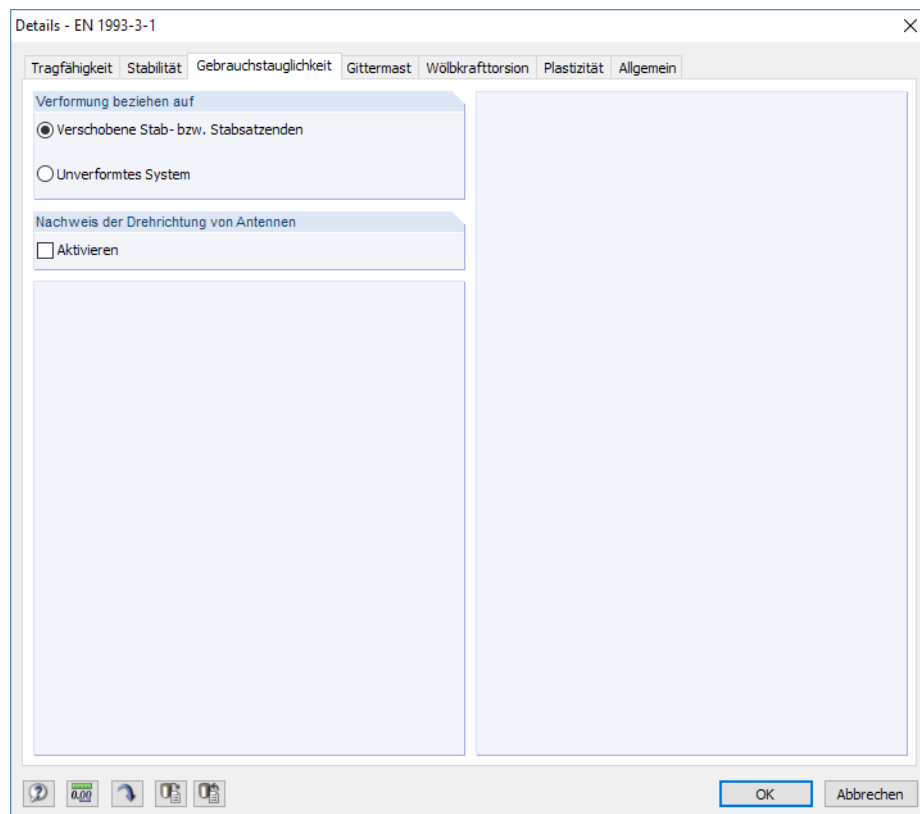 Details - EN 1993-3-1
Tragfähigkeit Stabilität Gebrauchstauglichkeit Gittermast Wölbkrafttorsion Plastizität Allgemein
Verformung beziehen auf
Verschobene Stab- bzw. Stabsatzenden
Unverformtes System
Nachweis der Drehrichtung von Antennen
Aktivieren
0.00
OK Abbrechen